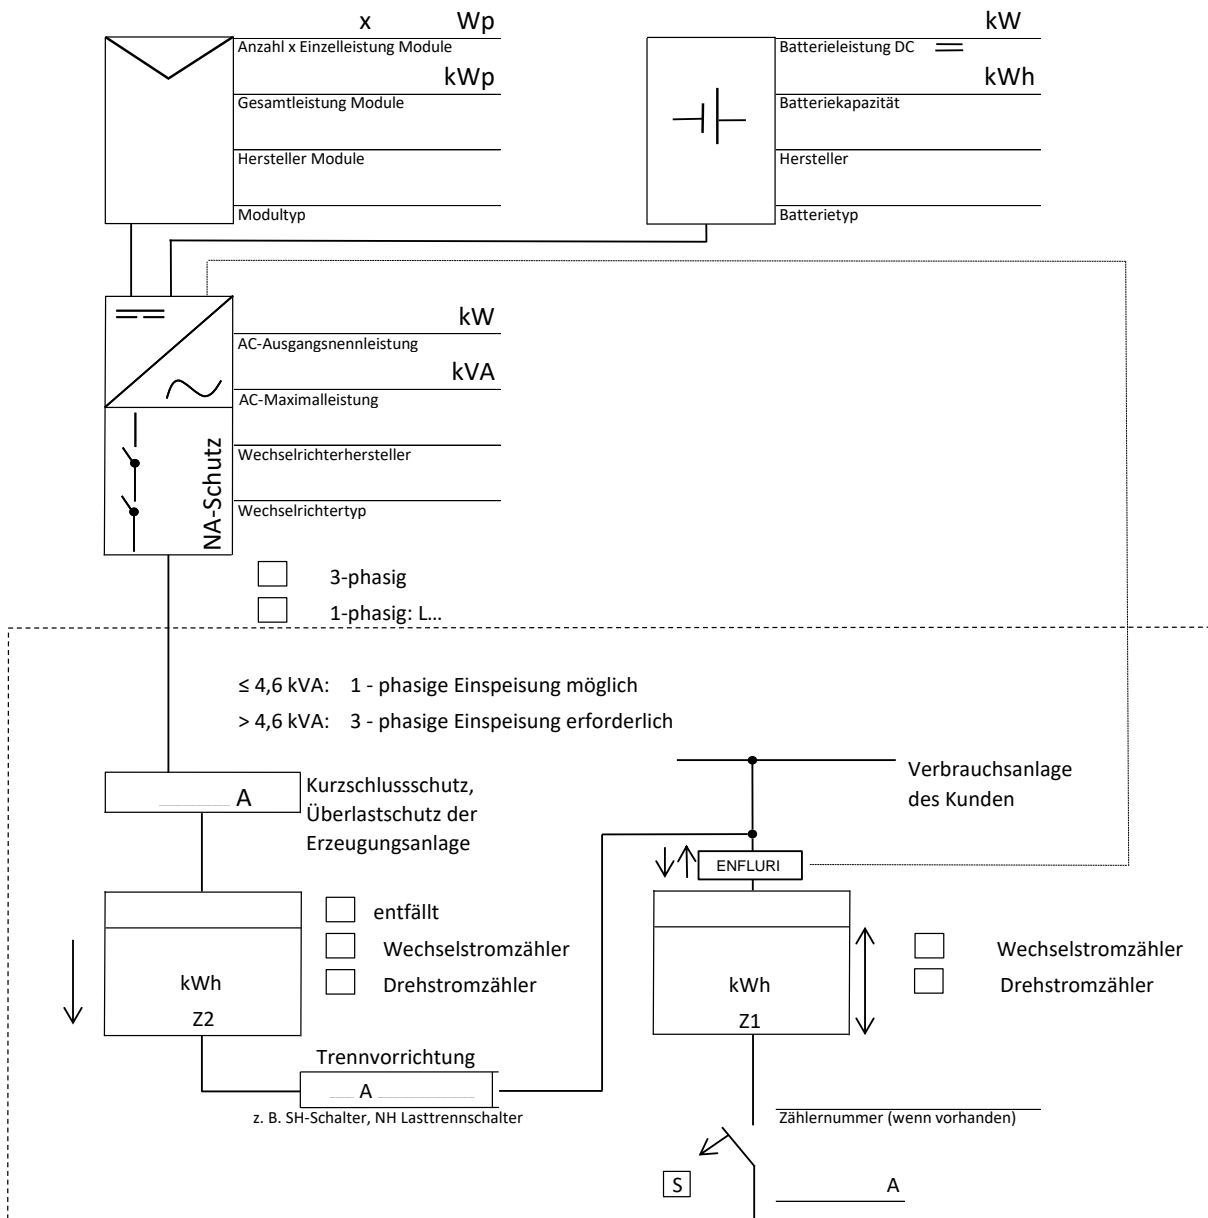 x Wp
Anzahl x Einzelleistung Module
kWp
Gesamtleistung Module
Hersteller Module
Modultyp
kW
Batterieleistung DC
kWh
Batteriekapazität
Hersteller
Batterietyp
kW
AC-Ausgangsnennleistung
kVA
AC-Maximalleistung
Wechselrichterhersteller
Wechselrichtertyp
NA-Schutz
3-phasig
1-phasig: L...
≤ 4,6 kVA: 1 - phasige Einspeisung möglich
> 4,6 kVA: 3 - phasige Einspeisung erforderlich
A
Kurzschlussschutz,
Überlastschutz der
Erzeugungsanlage
Verbrauchsanlage
des Kunden
ENFLURI
kWh
Z2
entfällt
Wechselstromzähler
Drehstromzähler
kWh
Z1
Wechselstromzähler
Drehstromzähler
Trennvorrichtung
A
z. B. SH-Schalter, NH Lasttrennschalter
Zählernummer (wenn vorhanden)
S
A